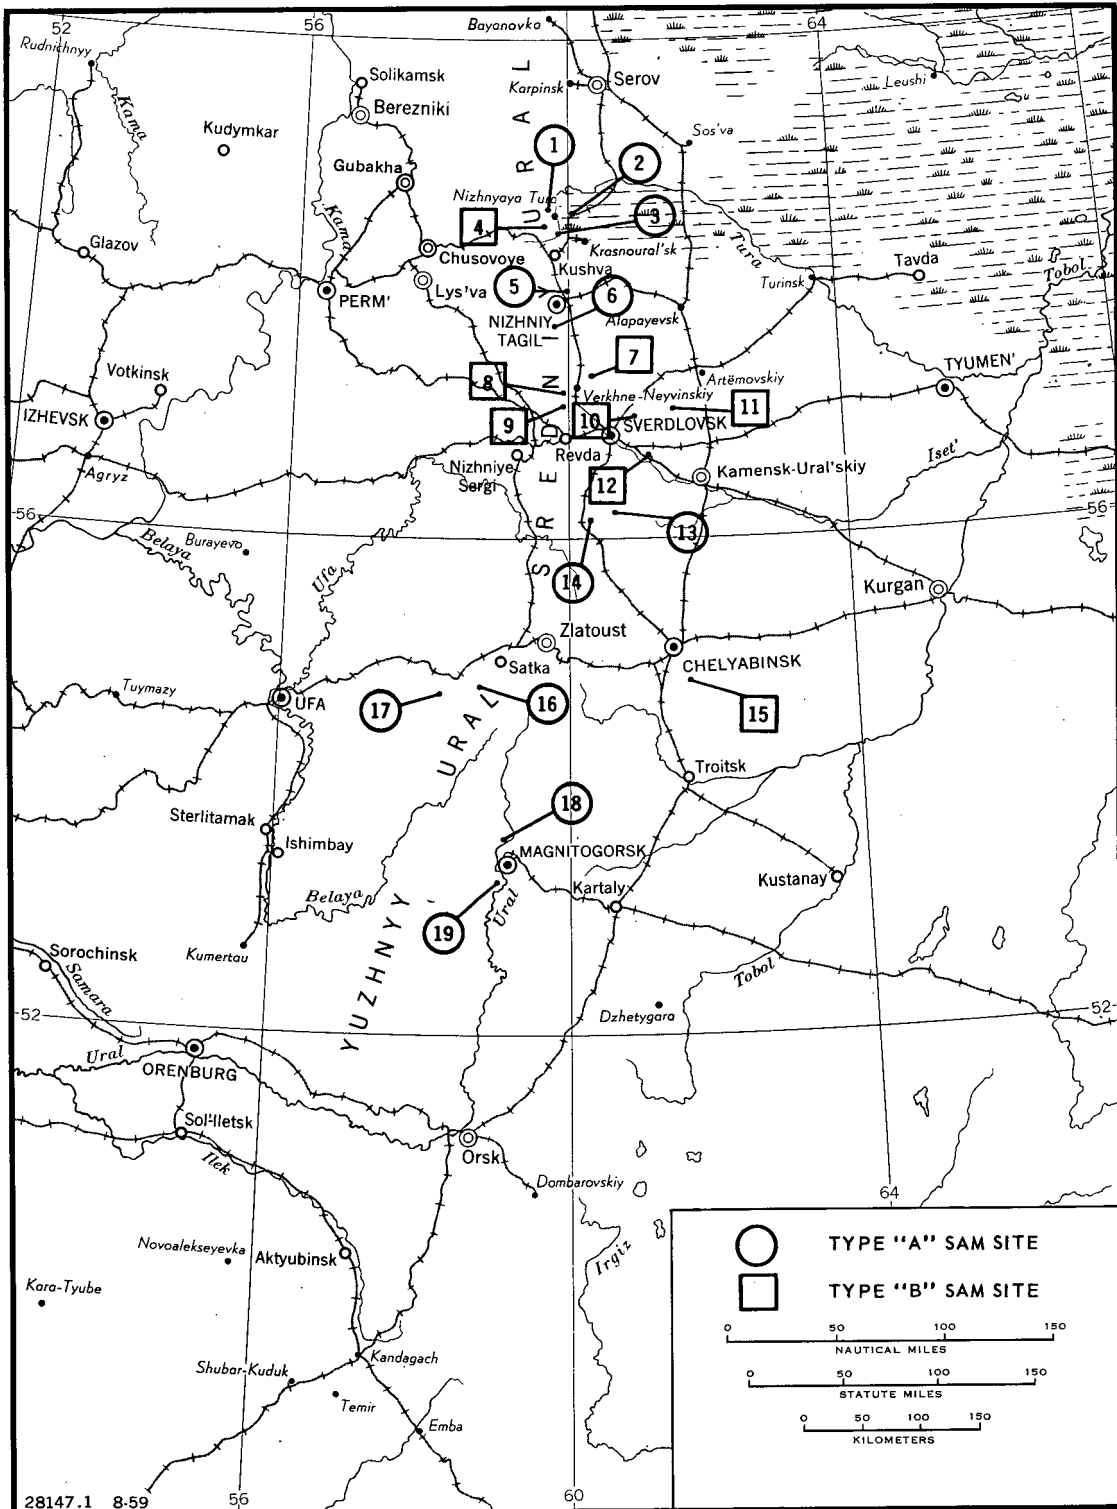 52
56
64
Bayanovka
Rudnichnyy
Solikamsk
Karpinsk
Serov
Leushi
Kama
Berezniki
Kudymkar
Sos'va
1
2
Gubakha
Nizhnyaya Tura
3
4
Kama
Glazov
Chusovoye
Krasnoural'sk
Kushva
Tura
Tavda
Tobol
PERM'
Lys'va
5
6
Turinsk
NIZHNIY
TAGIL
Alapayevsk
7
Votkinsk
8
Artëmovskiy
TYUMEN'
Verkhne-Neyvinskiy
IZHEVSK
9
10
11
SVERDLOVSK
Revda
Agryz
Nizhniye
Sergi
Kamensk-Ural'skiy
Iset'
12
56
56
Belaya
Burayevo
Ufa
13
14
SREDNIY URAL
Kurgan
Zlatoust
Satka
CHELYABINSK
Tuymazy
UFA
17
16
15
Troitsk
18
Sterlitamak
Ishimbay
MAGNITOGORSK
Kustanay
Kartaly
Belaya
Ural
19
Kumertau
YUZHNYY URAL
Sorochinsk
Samara
Tobol
52
Dzhetygara
52
Ural
ORENBURG
Sol'-Iletsk
Ilek
Orsk
Dombarovskiy
64
Novoalekseyevka
Aktyubinsk
Irgiz
Kara-Tyube
Kandagach
Shubar-Kuduk
Temir
Emba
TYPE "A" SAM SITE
TYPE "B" SAM SITE
0 50 100 150
NAUTICAL MILES
0 50 100 150
STATUTE MILES
0 50 100 150
KILOMETERS
28147.1 8-59
56
60